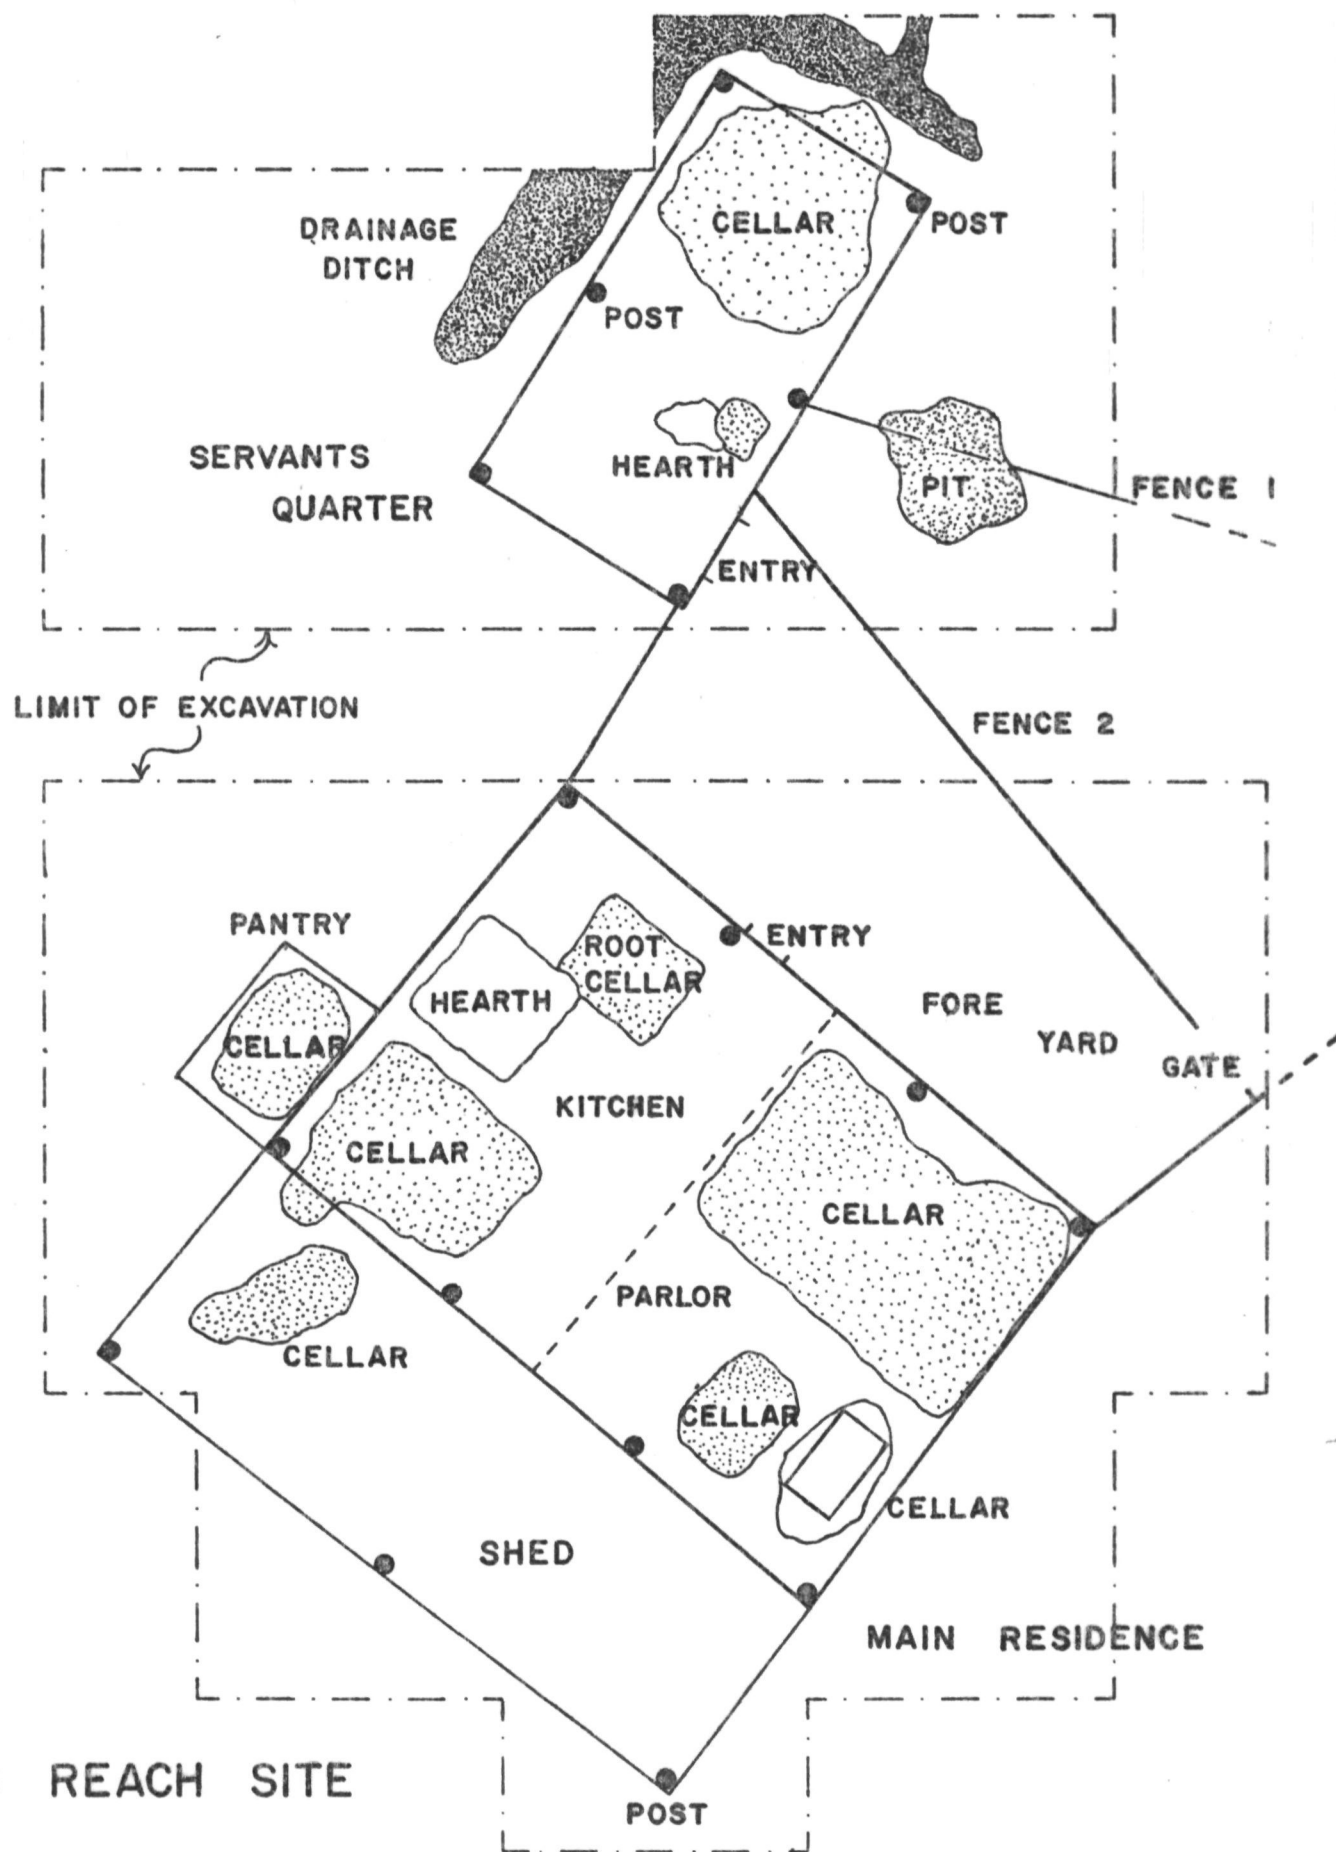 DRAINAGE
DITCH
CELLAR
POST
POST
SERVANTS
QUARTER
HEARTH
PIT
FENCE 1
ENTRY
LIMIT OF EXCAVATION
FENCE 2
PANTRY
ENTRY
ROOT
CELLAR
HEARTH
FORE
YARD
GATE
CELLAR
KITCHEN
CELLAR
CELLAR
PARLOR
CELLAR
CELLAR
CELLAR
SHED
MAIN RESIDENCE
REACH SITE
POST